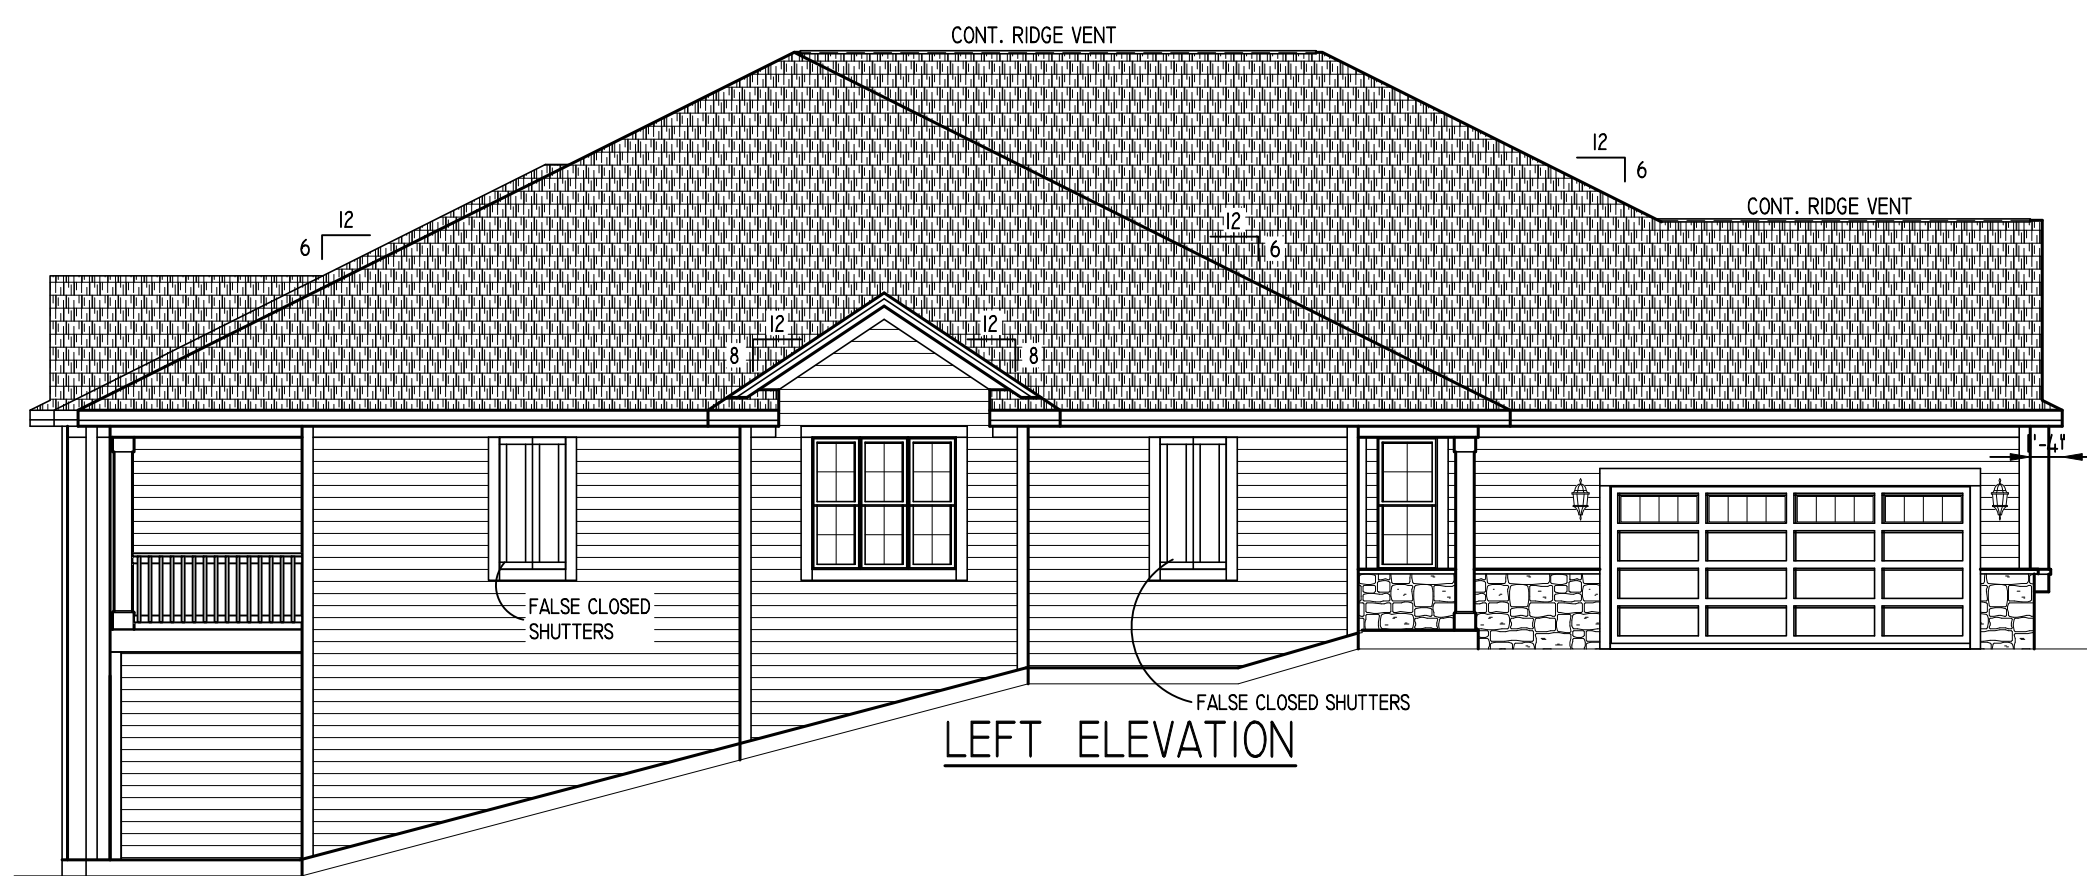 CONT. RIDGE VENT
12
6
CONT. RIDGE VENT
12
6
12
6
12
8
12
8
1'-4"
FALSE CLOSED
SHUTTERS
FALSE CLOSED SHUTTERS
LEFT ELEVATION